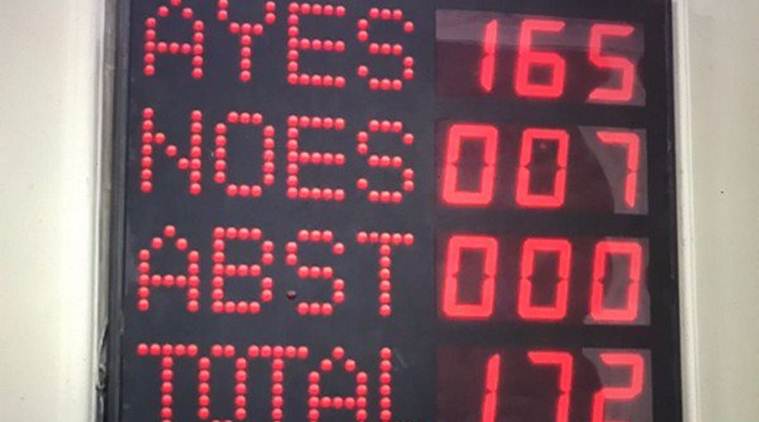 AYES 165
NOES 007
ABST 000
TOTAL 172